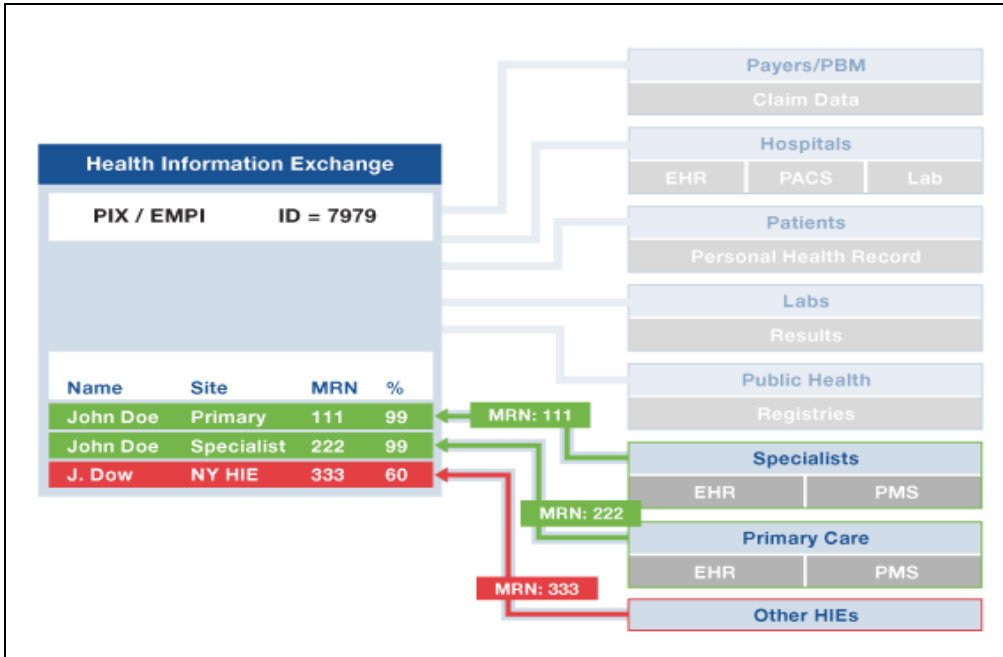 Health Information Exchange
PIX / EMPI ID = 7979
Name Site MRN %
John Doe Primary 111 99
John Doe Specialist 222 99
J. Dow NY HIE 333 60
MRN: 111
MRN: 222
MRN: 333
Payers/PBM
Claim Data
Hospitals
EHR PACS Lab
Patients
Personal Health Record
Labs
Results
Public Health
Registries
Specialists
EHR PMS
Primary Care
EHR PMS
Other HIEs